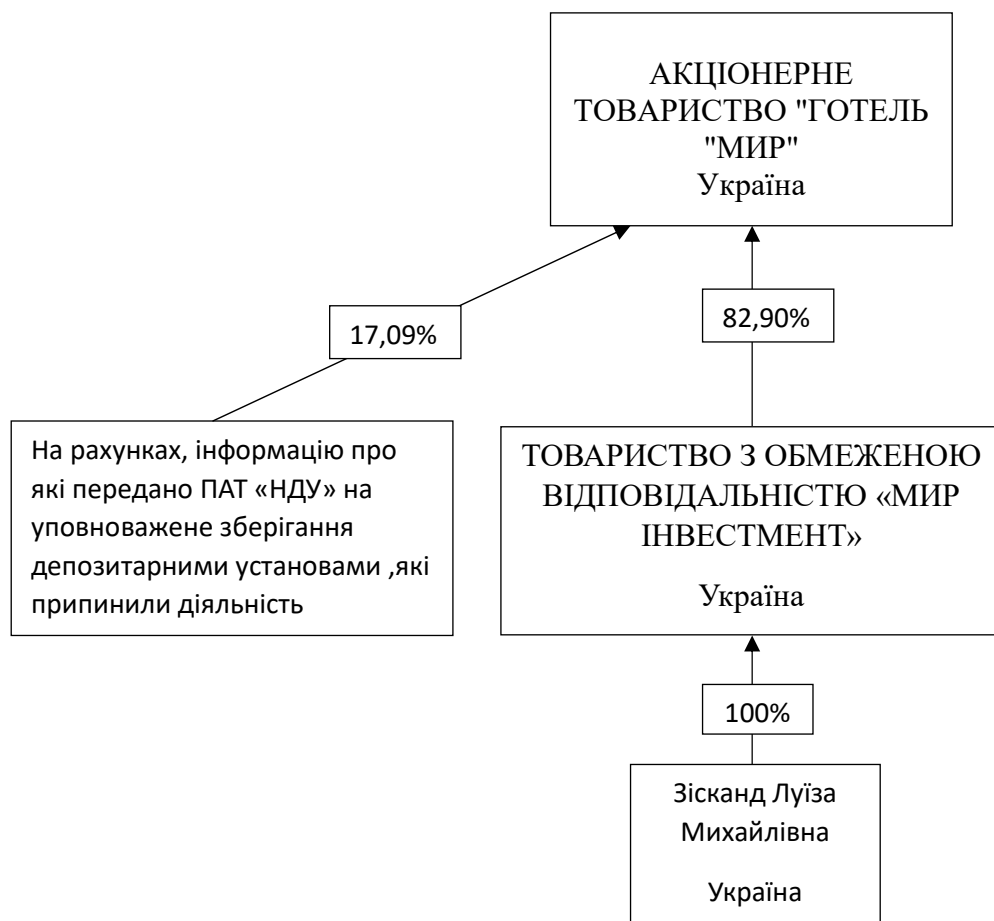 АКЦІОНЕРНЕ
ТОВАРИСТВО "ГОТЕЛЬ
"МИР"
Україна
17,09%
82,90%
На рахунках, інформацію про
які передано ПАТ «НДУ» на
уповноважене зберігання
депозитарними установами ,які
припинили діяльність
ТОВАРИСТВО З ОБМЕЖЕНОЮ
ВІДПОВІДАЛЬНІСТЮ «МИР
ІНВЕСТМЕНТ»
Україна
100%
Зісканд Луїза
Михайлівна
Україна